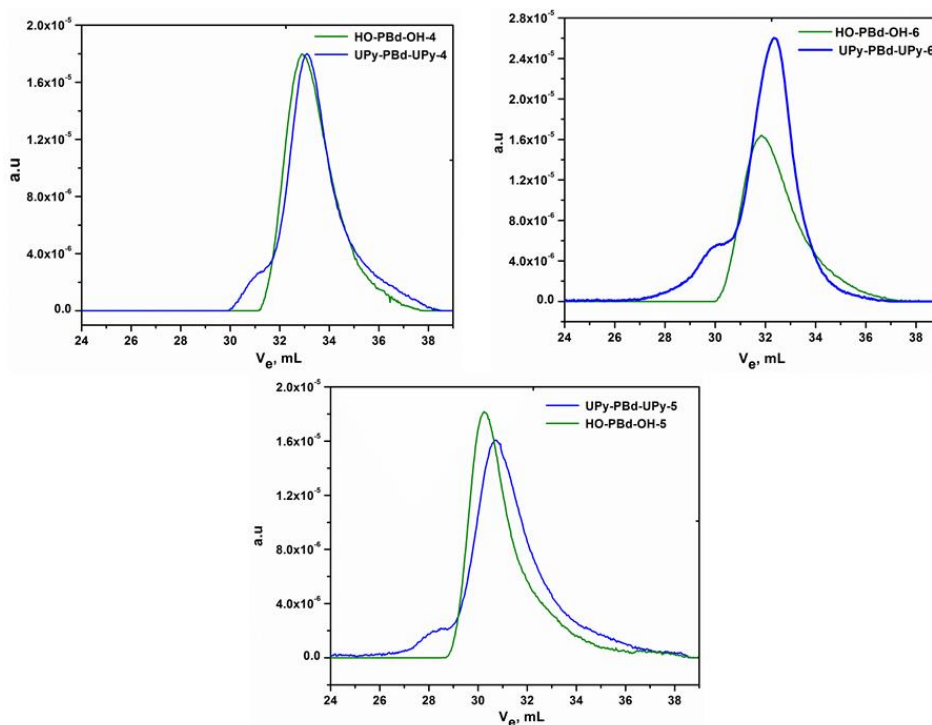 HO-PBd-OH-4
UPy-PBd-UPy-4
2.0x10⁻⁵
1.6x10⁻⁵
1.2x10⁻⁵
8.0x10⁻⁶
4.0x10⁻⁶
0.0
a.u
24 26 28 30 32 34 36 38
Vₑ, mL
HO-PBd-OH-6
UPy-PBd-UPy-6
2.8x10⁻⁵
2.4x10⁻⁵
2.0x10⁻⁵
1.6x10⁻⁵
1.2x10⁻⁵
8.0x10⁻⁶
4.0x10⁻⁶
0.0
a.u
24 26 28 30 32 34 36 38
Vₑ, mL
UPy-PBd-UPy-5
HO-PBd-OH-5
2.0x10⁻⁵
1.6x10⁻⁵
1.2x10⁻⁵
8.0x10⁻⁶
4.0x10⁻⁶
0.0
a.u
24 26 28 30 32 34 36 38
Vₑ, mL